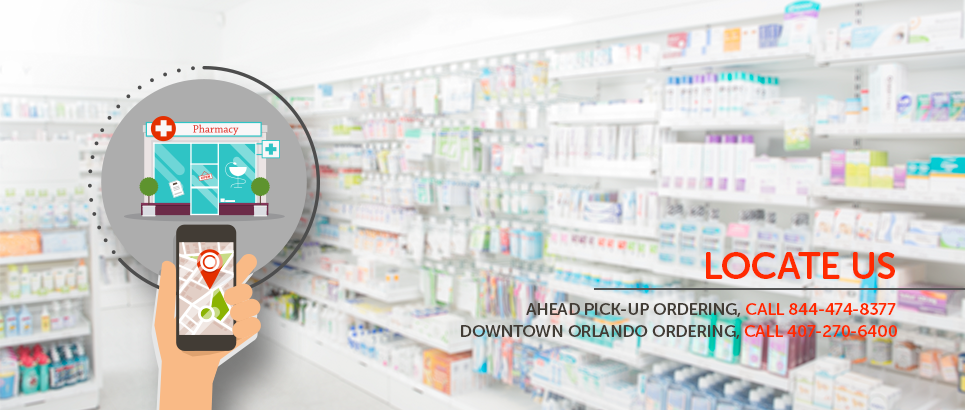 Pharmacy
LOCATE US
AHEAD PICK-UP ORDERING, CALL 844-474-8377
DOWNTOWN ORLANDO ORDERING, CALL 407-270-6400